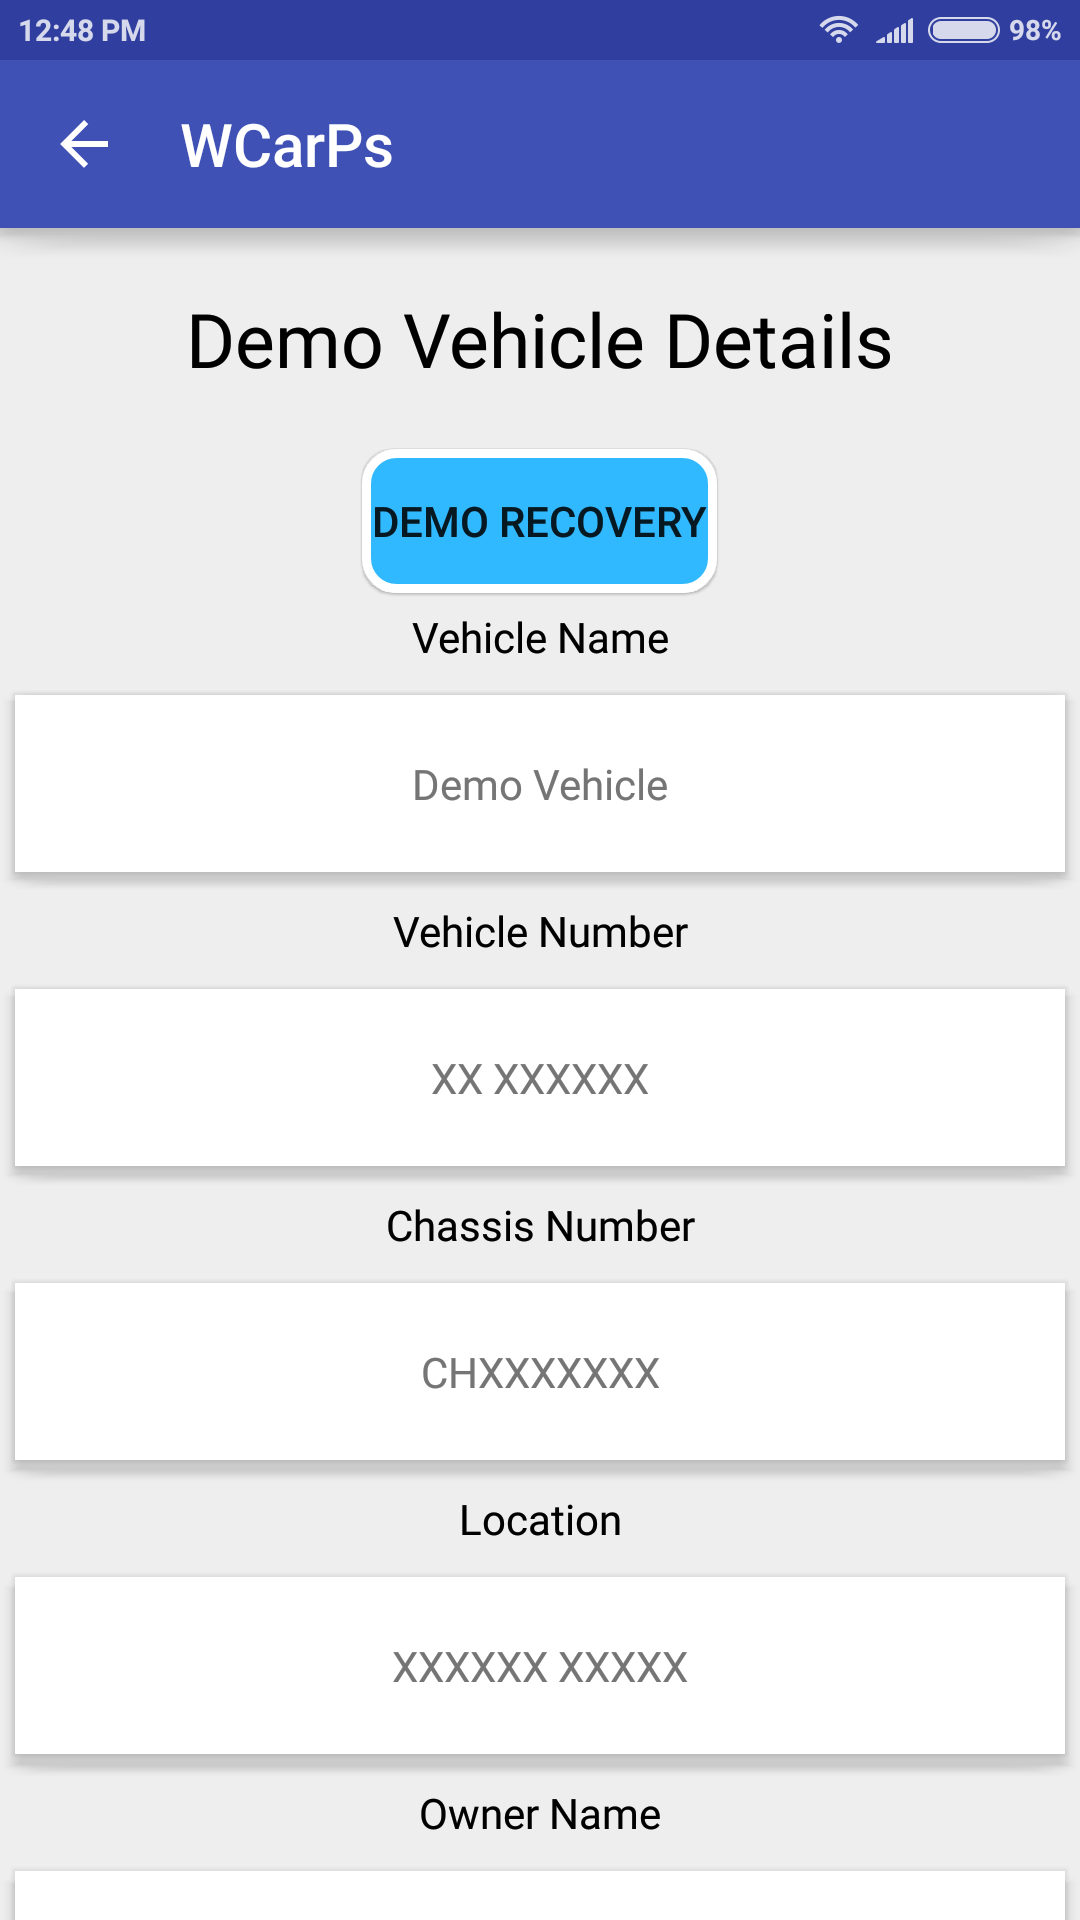 12:48 PM
98%
WCarPs
Demo Vehicle Details
DEMO RECOVERY
Vehicle Name
Demo Vehicle
Vehicle Number
XX XXXXXX
Chassis Number
CHXXXXXXX
Location
XXXXXX XXXXX
Owner Name